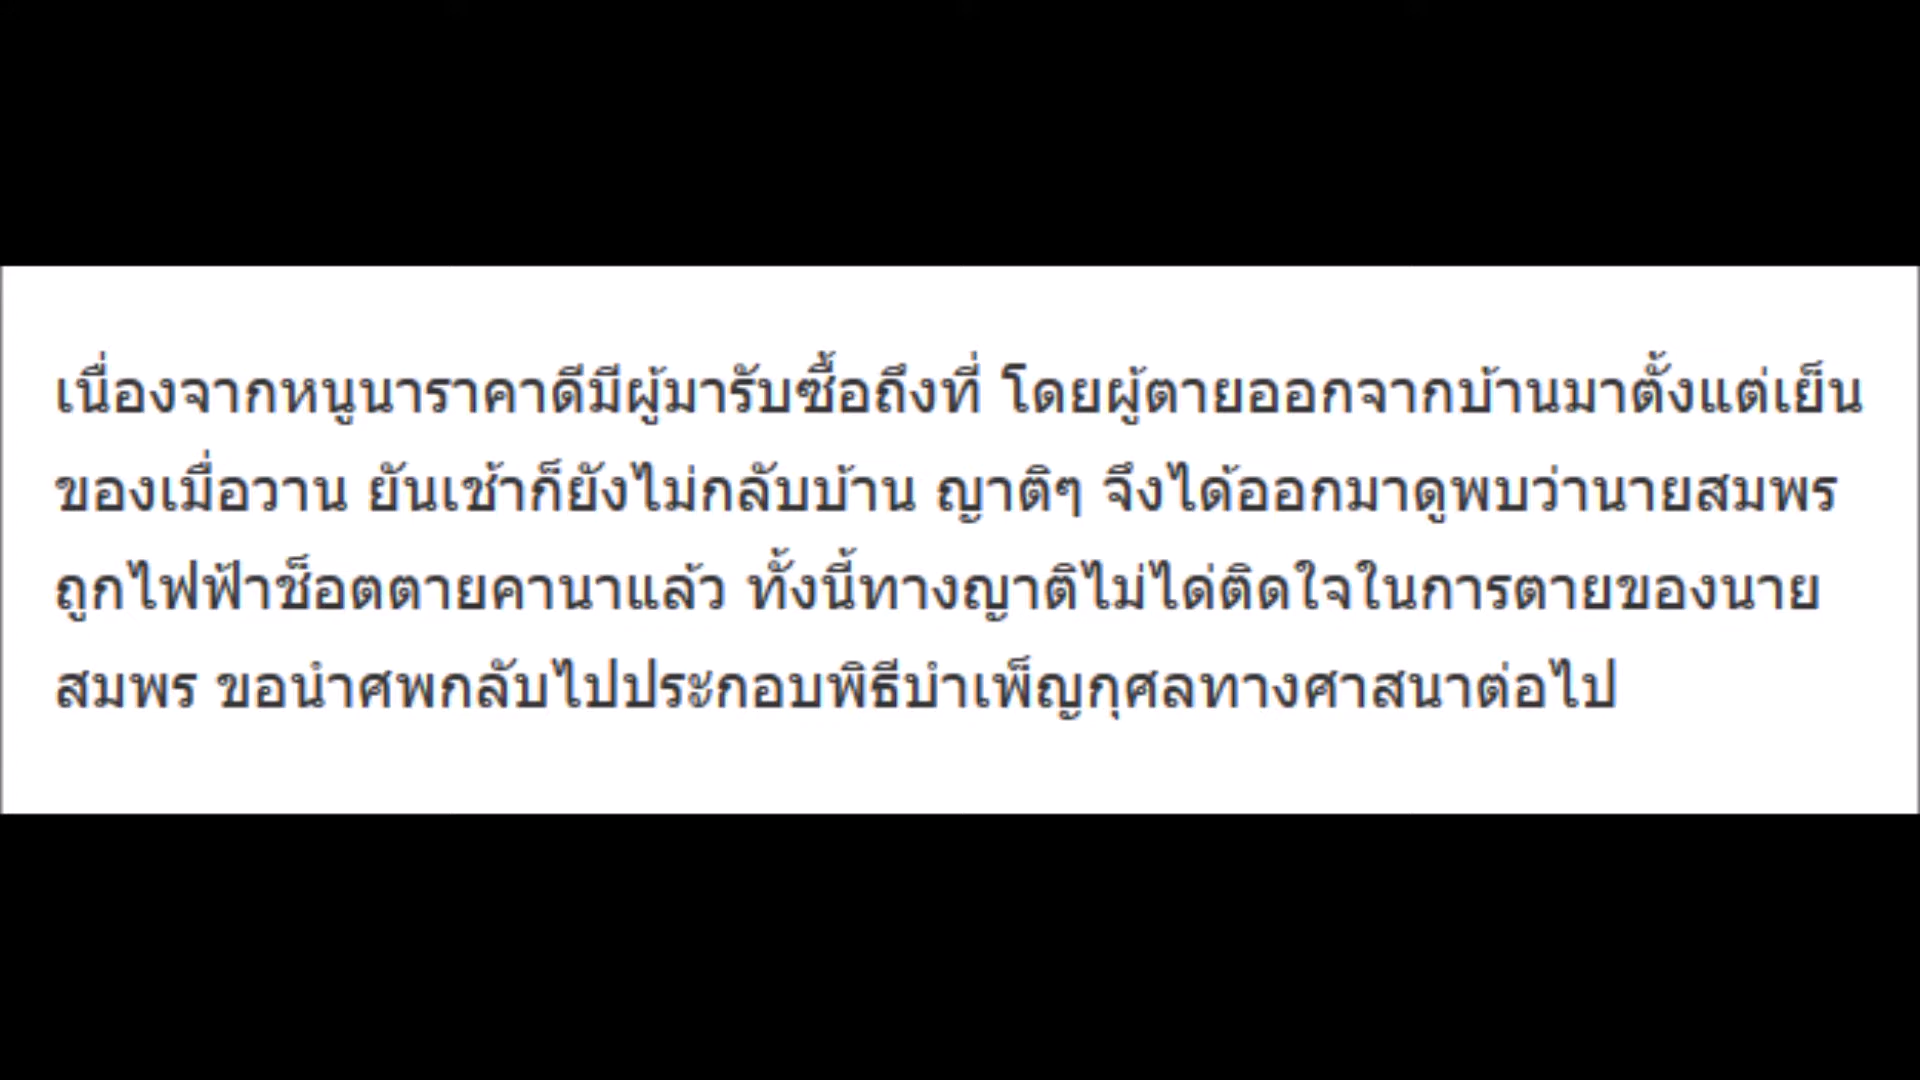 เนื่องจากหนูนาราคาดีมีผู้มารับซื้อถึงที่ โดยผู้ตายออกจากบ้านมาตั้งแต่เย็น
ของเมื่อวาน ยันเช้าก็ยังไม่กลับบ้าน ญาติๆ จึงได้ออกมาดูพบว่านายสมพร
ถูกไฟฟ้าช็อตตายคานาแล้ว ทั้งนี้ทางญาติไม่ได่ติดใจในการตายของนาย
สมพร ขอนำศพกลับไปประกอบพิธีบำเพ็ญกุศลทางศาสนาต่อไป